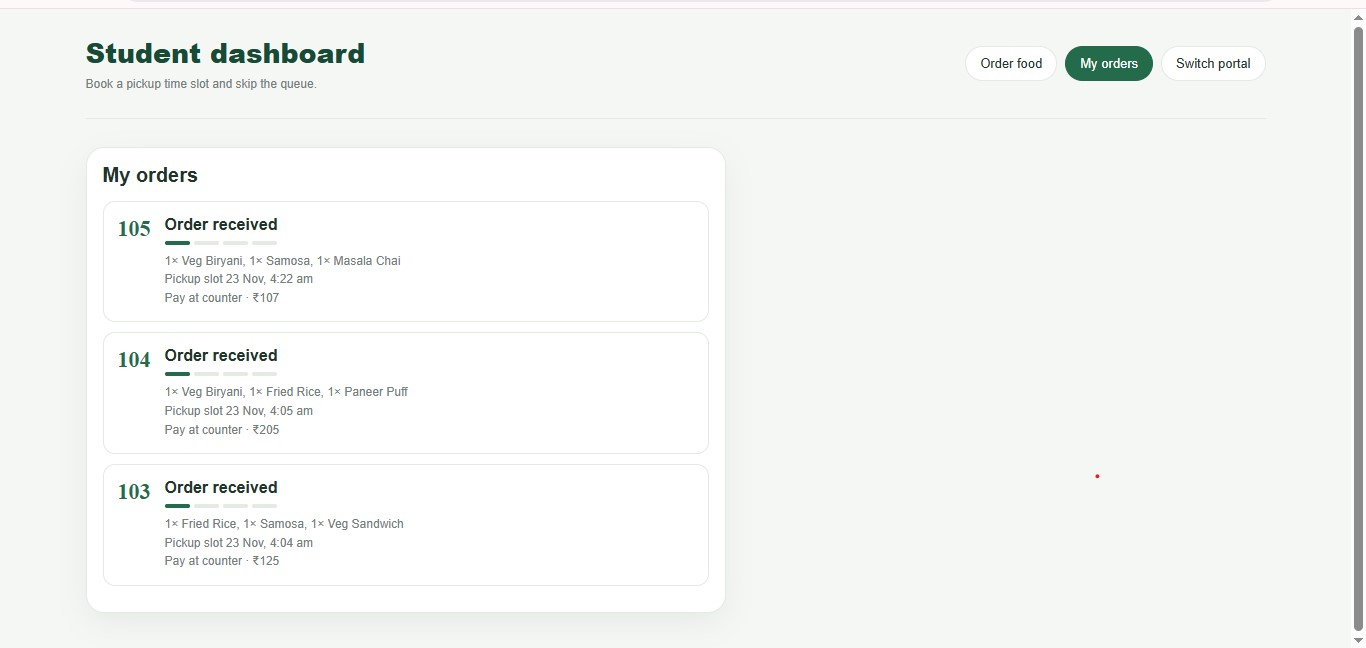 Student dashboard
Book a pickup time slot and skip the queue.
Order food
My orders
Switch portal
My orders
105
Order received
1× Veg Biryani, 1× Samosa, 1× Masala Chai
Pickup slot 23 Nov, 4:22 am
Pay at counter · ₹107
104
Order received
1× Veg Biryani, 1× Fried Rice, 1× Paneer Puff
Pickup slot 23 Nov, 4:05 am
Pay at counter · ₹205
103
Order received
1× Fried Rice, 1× Samosa, 1× Veg Sandwich
Pickup slot 23 Nov, 4:04 am
Pay at counter · ₹125